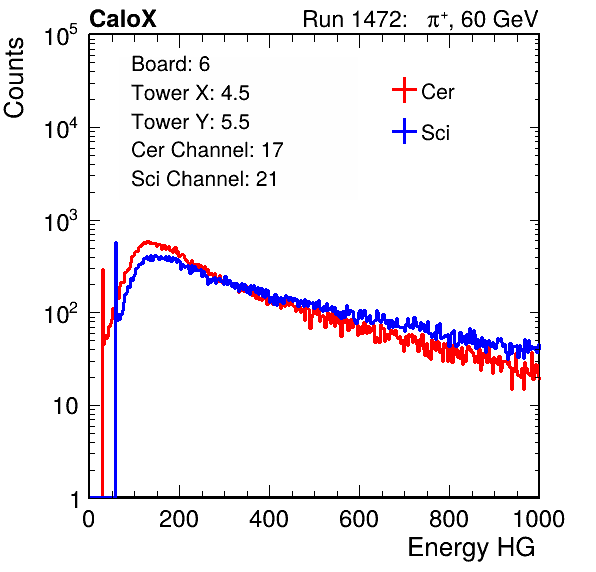 CaloX Run 1472: π⁺, 60 GeV
Counts
10⁵
10⁴
10³
10²
10
1
Board: 6
Tower X: 4.5
Tower Y: 5.5
Cer Channel: 17
Sci Channel: 21
Cer
Sci
0 200 400 600 800 1000
Energy HG